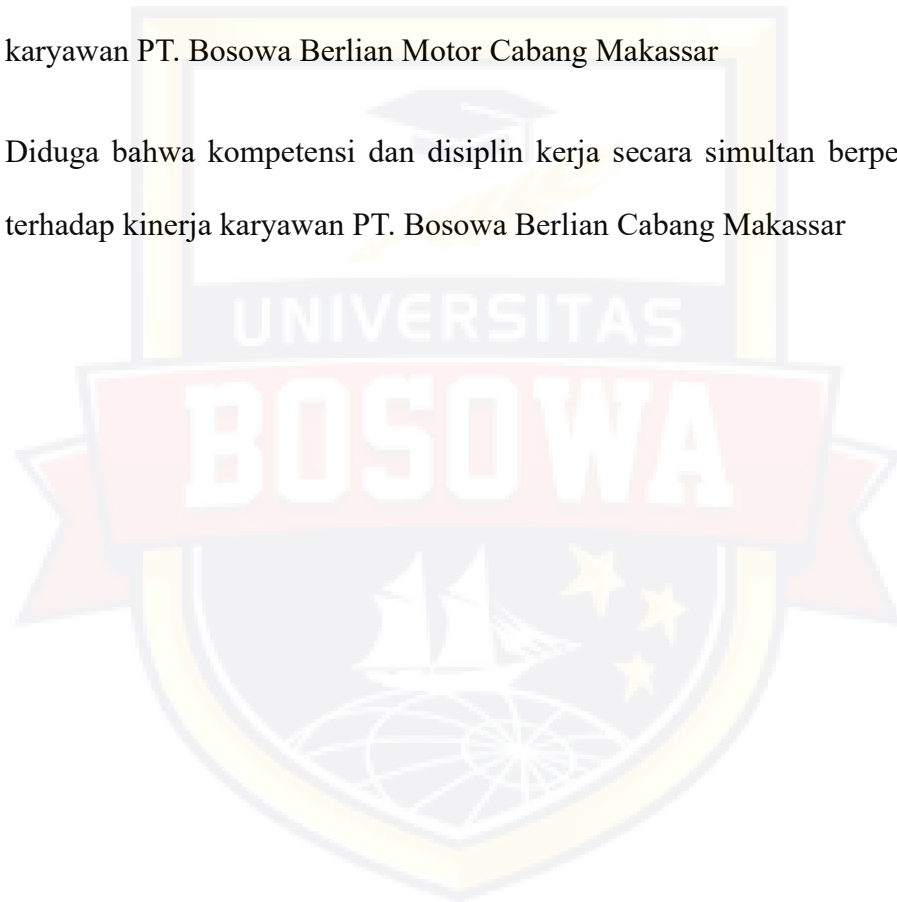 karyawan PT. Bosowa Berlian Motor Cabang Makassar
Diduga bahwa kompetensi dan disiplin kerja secara simultan berpe
terhadap kinerja karyawan PT. Bosowa Berlian Cabang Makassar
UNIVERSITAS
BOSOWA